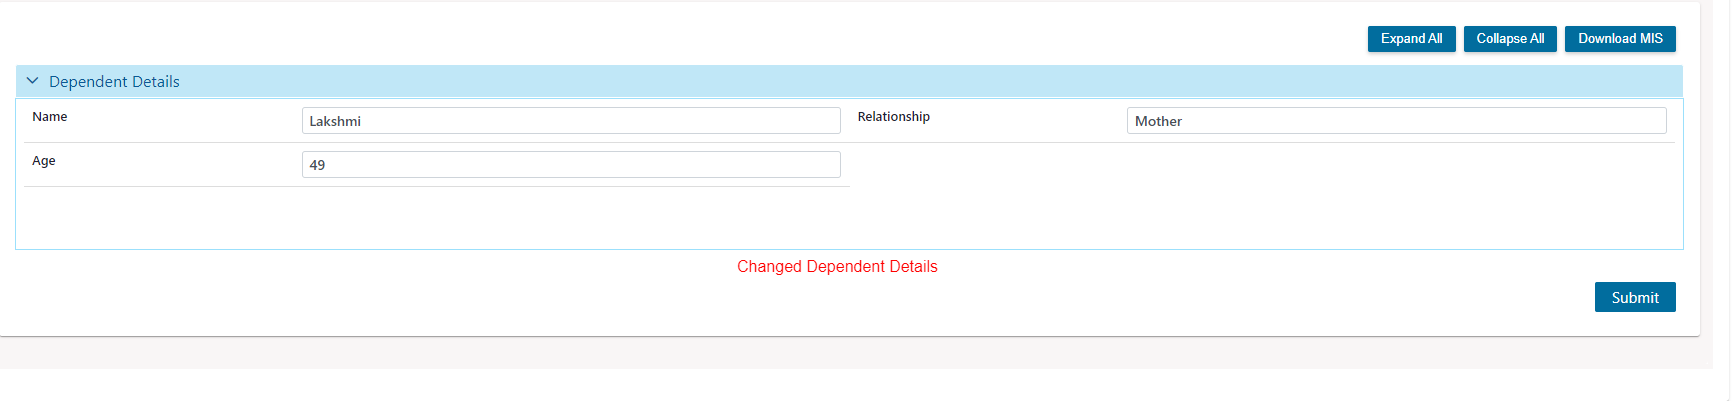 Expand All Collapse All Download MIS
Dependent Details
Name Lakshmi Relationship Mother
Age 49
Changed Dependent Details
Submit